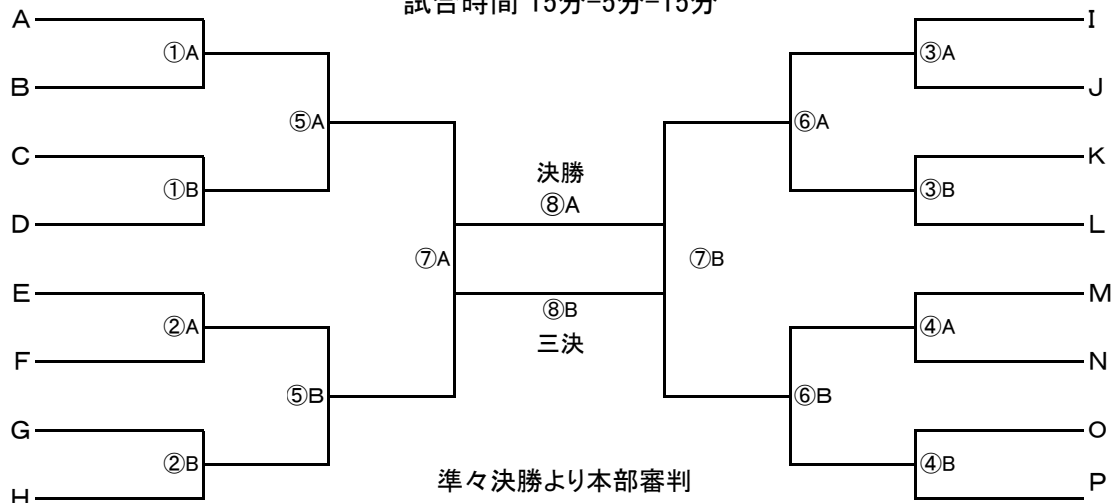 試合時間 15分-5分-15分
A
I
①A
③A
B
J
⑤A
⑥A
C
K
決勝
①B
③B
⑧A
D
L
⑦A
⑦B
E
M
⑧B
②A
④A
三決
F
N
⑤B
⑥B
G
O
②B
④B
準々決勝より本部審判
H
P